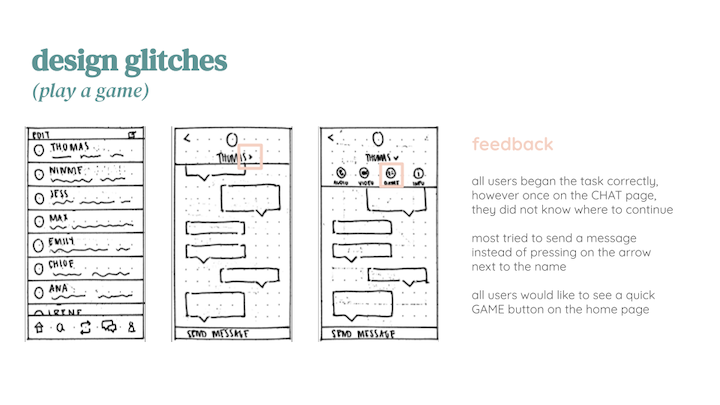 design glitches
(play a game)
EDIT
THOMAS
NINME
JESS
MAX
EMILY
CHLOE
ANA
IRENE
<
THOMAS >
SEND MESSAGE
<
THOMAS
AUDIO VIDEO GAME INFO
SEND MESSAGE
feedback
all users began the task correctly,
however once on the CHAT page,
they did not know where to continue
most tried to send a message
instead of pressing on the arrow
next to the name
all users would like to see a quick
GAME button on the home page